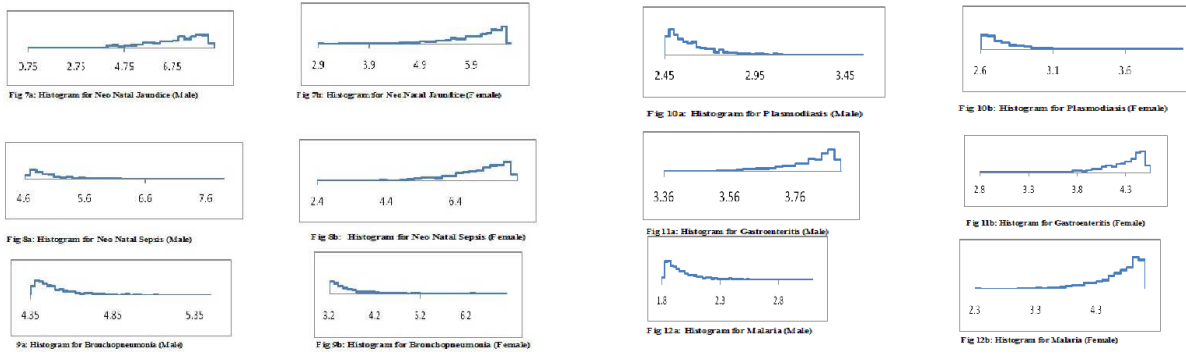 3.75 2.75 4.75 6.75
Fig 7a: Histogram for Neo Natal Jaundice (Male)
2.9 3.9 4.9 5.9
Fig 7b: Histogram for Neo Natal Jaundice (Female)
4.6 5.6 6.6 7.6
Fig 8a: Histogram for Neo Natal Sepsis (Male)
2.4 4.4 6.4
Fig 8b: Histogram for Neo Natal Sepsis (Female)
4.35 4.85 5.35
9a: Histogram for Bronchopneumonia (Male)
3.2 4.2 5.2 6.2
Fig 9b: Histogram for Bronchopneumonia (Female)
2.45 2.95 3.45
Fig 10a: Histogram for Plasmodiasis (Male)
2.6 3.1 3.6
Fig 10b: Histogram for Plasmodiasis (Female)
3.36 3.56 3.76
Fig 11a: Histogram for Gastroenteritis (Male)
2.8 3.3 3.8 4.3
Fig 11b: Histogram for Gastroenteritis (Female)
1.8 2.3 2.8
Fig 12a: Histogram for Malaria (Male)
2.3 3.3 4.3
Fig 12b: Histogram for Malaria (Female)